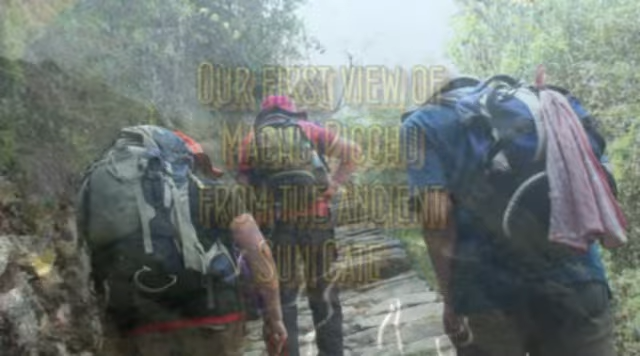 Our first view of
Machu Picchu
from the ancient
Sun Gate